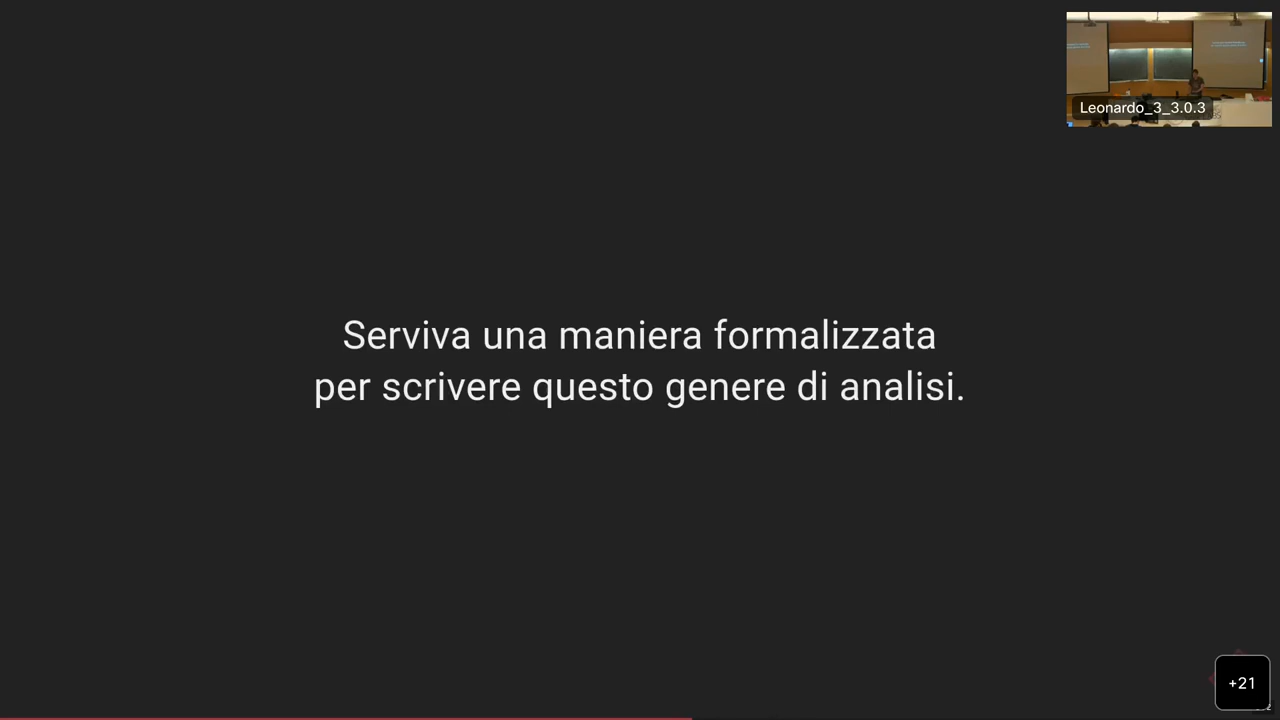 Leonardo_3_3.0.3
Serviva una maniera formalizzata
per scrivere questo genere di analisi.
+21